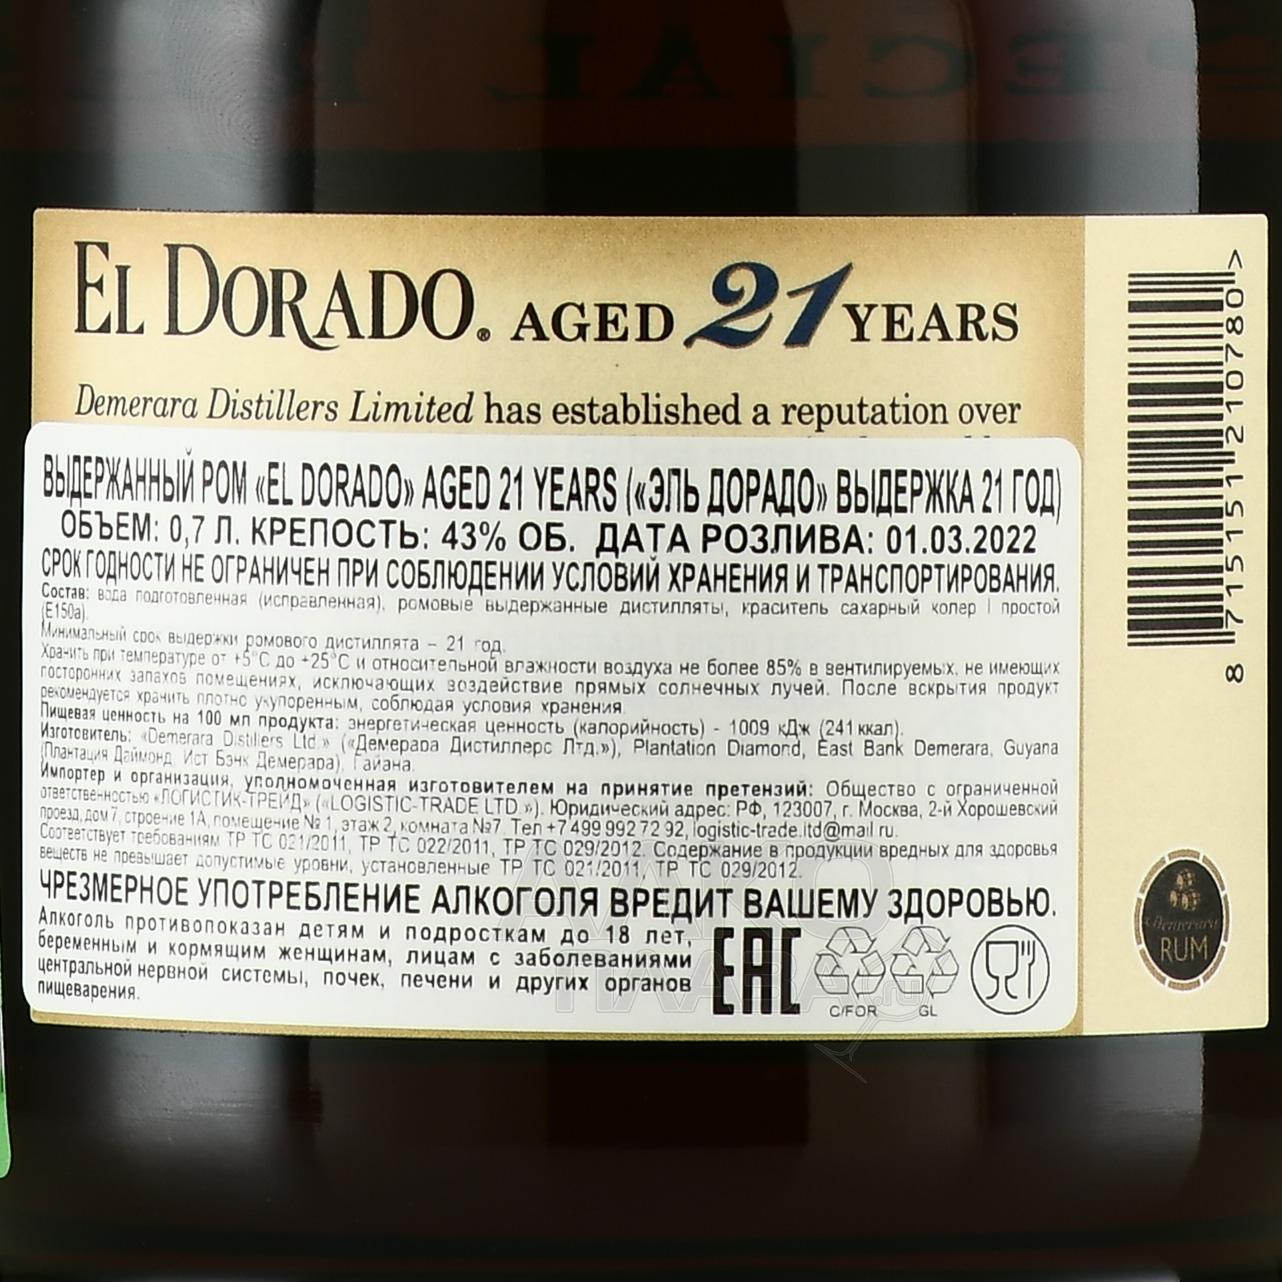 EL DORADO® AGED 21 YEARS
Demerara Distillers Limited has established a reputation over
ВЫДЕРЖАННЫЙ РОМ «EL DORADO» AGED 21 YEARS («ЭЛЬ ДОРАДО» ВЫДЕРЖКА 21 ГОД)
ОБЪЕМ: 0,7 Л. КРЕПОСТЬ: 43% ОБ. ДАТА РОЗЛИВА: 01.03.2022
СРОК ГОДНОСТИ НЕ ОГРАНИЧЕН ПРИ СОБЛЮДЕНИИ УСЛОВИЙ ХРАНЕНИЯ И ТРАНСПОРТИРОВАНИЯ.
Состав: вода подготовленная (исправленная), ромовые выдержанные дистилляты, краситель сахарный колер I простой
(Е150а).
Минимальный срок выдержки ромового дистиллята – 21 год.
Хранить при температуре от +5°С до +25°С и относительной влажности воздуха не более 85% в вентилируемых, не имеющих
посторонних запахов помещениях, исключающих воздействие прямых солнечных лучей. После вскрытия продукт
рекомендуется хранить плотно укупоренным, соблюдая условия хранения.
Пищевая ценность на 100 мл продукта: энергетическая ценность (калорийность) - 1009 кДж (241 ккал).
Изготовитель: «Demerara Distillers Ltd.» («Демерара Дистиллерс Лтд.»), Plantation Diamond, East Bank Demerara, Guyana
(Плантация Даймонд, Ист Бэнк Демерара), Гайана.
Импортер и организация, уполномоченная изготовителем на принятие претензий: Общество с ограниченной
ответственностью «ЛОГИСТИК-ТРЕЙД» («LOGISTIC-TRADE LTD.»). Юридический адрес: РФ, 123007, г. Москва, 2-й Хорошевский
проезд, дом 7, строение 1А, помещение № 1, этаж 2, комната №7. Тел +7 499 992 72 92, logistic-trade.ltd@mail.ru.
Соответствует требованиям ТР ТС 021/2011, ТР ТС 022/2011, ТР ТС 029/2012. Содержание в продукции вредных для здоровья
веществ не превышает допустимые уровни, установленные ТР ТС 021/2011, ТР ТС 029/2012.
ЧРЕЗМЕРНОЕ УПОТРЕБЛЕНИЕ АЛКОГОЛЯ ВРЕДИТ ВАШЕМУ ЗДОРОВЬЮ.
Алкоголь противопоказан детям и подросткам до 18 лет,
беременным и кормящим женщинам, лицам с заболеваниями
центральной нервной системы, почек, печени и других органов
пищеварения.
EAC
C/FOR
GL
8 715151 210780 >
Demerara
RUM